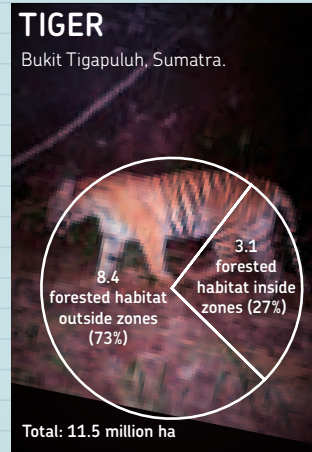 TIGER
Bukit Tigapuluh, Sumatra.
3.1
forested
habitat inside
zones (27%)
8.4
forested habitat
outside zones
(73%)
Total: 11.5 million ha